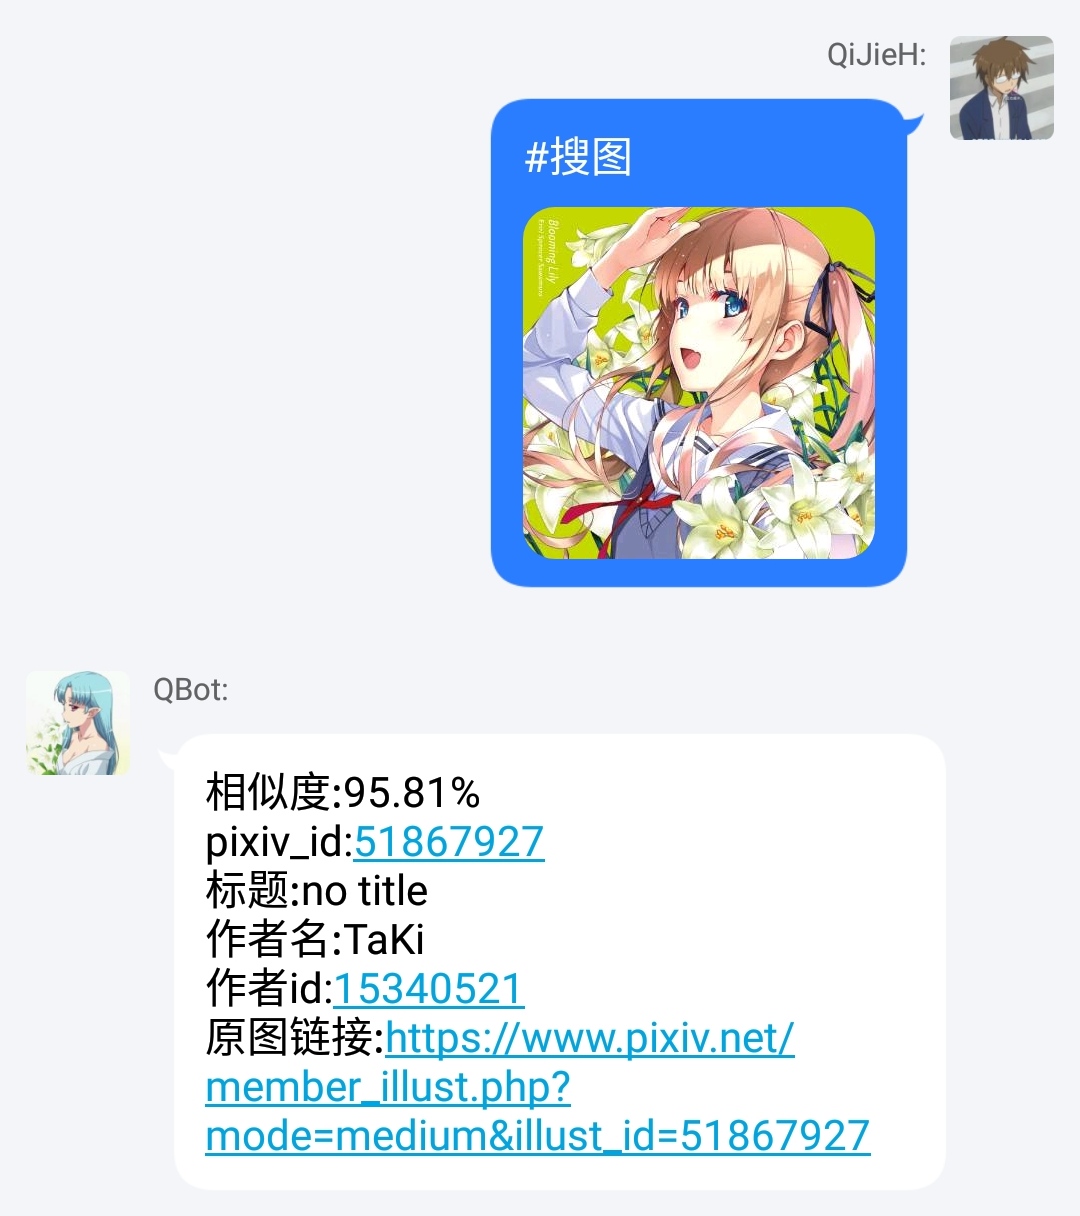 QiJieH:
#搜图
Blooming Lily
Eriri Spencer Sawamura
QBot:
相似度:95.81%
pixiv_id:51867927
标题:no title
作者名:TaKi
作者id:15340521
原图链接:https://www.pixiv.net/
member_illust.php?
mode=medium&illust_id=51867927